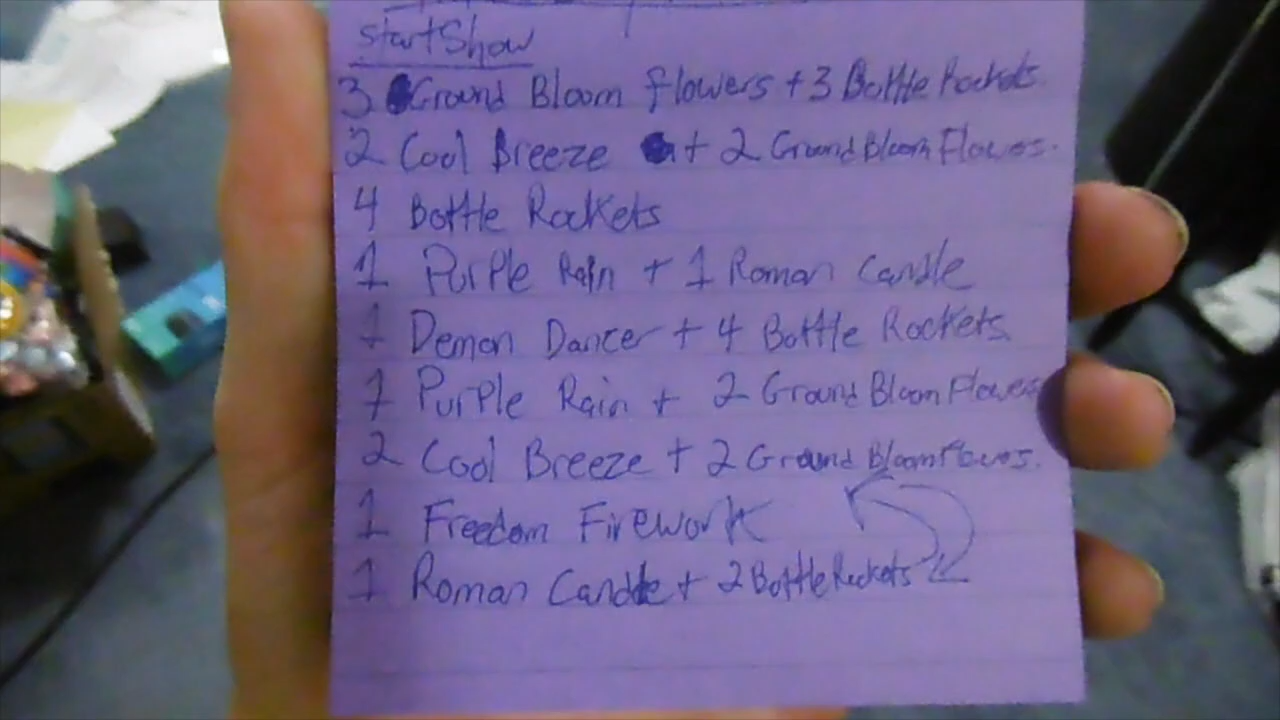 startShow
3 Ground Bloom flowers + 3 Bottle Rockets.
2 Cool Breeze + 2 Ground Bloom Flowers.
4 Bottle Rockets
1 Purple Rain + 1 Roman Candle
1 Demon Dancer + 4 Bottle Rockets
1 Purple Rain + 2 Ground Bloom Flowers
2 Cool Breeze + 2 Ground Bloomflowers.
1 Freedom Firework
1 Roman Candle + 2 Bottle Rockets